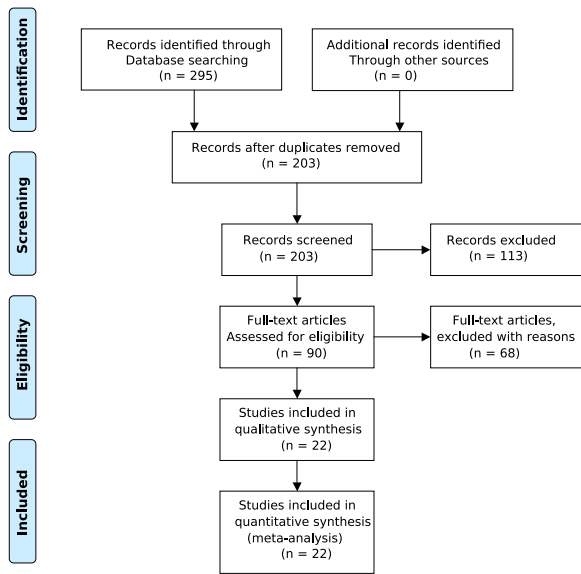 Identification
Records identified through
Database searching
(n = 295)
Additional records identified
Through other sources
(n = 0)
Records after duplicates removed
(n = 203)
Screening
Records screened
(n = 203)
Records excluded
(n = 113)
Eligibility
Full-text articles
Assessed for eligibility
(n = 90)
Full-text articles,
excluded with reasons
(n = 68)
Studies included in
qualitative synthesis
(n = 22)
Included
Studies included in
quantitative synthesis
(meta-analysis)
(n = 22)